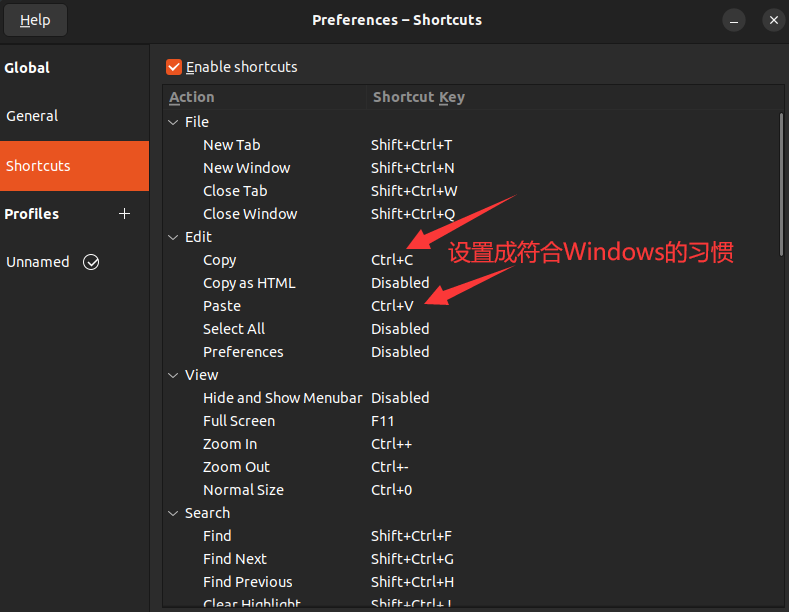 Help
Preferences – Shortcuts
Global
General
Shortcuts
Profiles +
Unnamed
Enable shortcuts
Action Shortcut Key
File
New Tab Shift+Ctrl+T
New Window Shift+Ctrl+N
Close Tab Shift+Ctrl+W
Close Window Shift+Ctrl+Q
Edit
Copy Ctrl+C
设置成符合Windows的习惯
Copy as HTML Disabled
Paste Ctrl+V
Select All Disabled
Preferences Disabled
View
Hide and Show Menubar Disabled
Full Screen F11
Zoom In Ctrl++
Zoom Out Ctrl+-
Normal Size Ctrl+0
Search
Find Shift+Ctrl+F
Find Next Shift+Ctrl+G
Find Previous Shift+Ctrl+H
Clear Highlight Shift+Ctrl+J